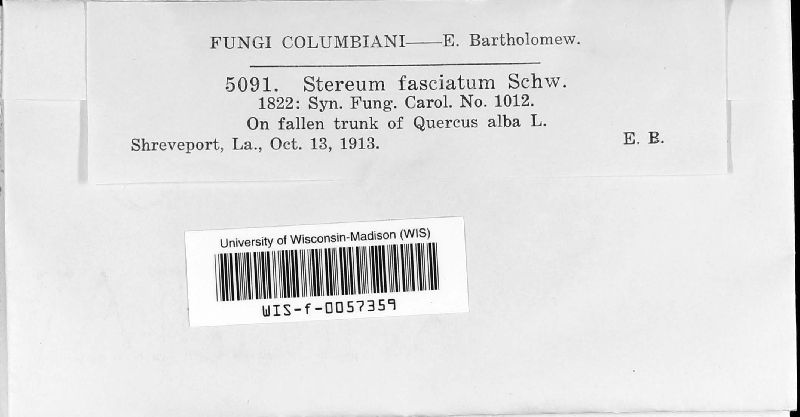 FUNGI COLUMBIANI—E. Bartholomew.
5091. Stereum fasciatum Schw.
1822: Syn. Fung. Carol. No. 1012.
On fallen trunk of Quercus alba L.
Shreveport, La., Oct. 13, 1913. E. B.
University of Wisconsin-Madison (WIS)
WIS-f-0057359